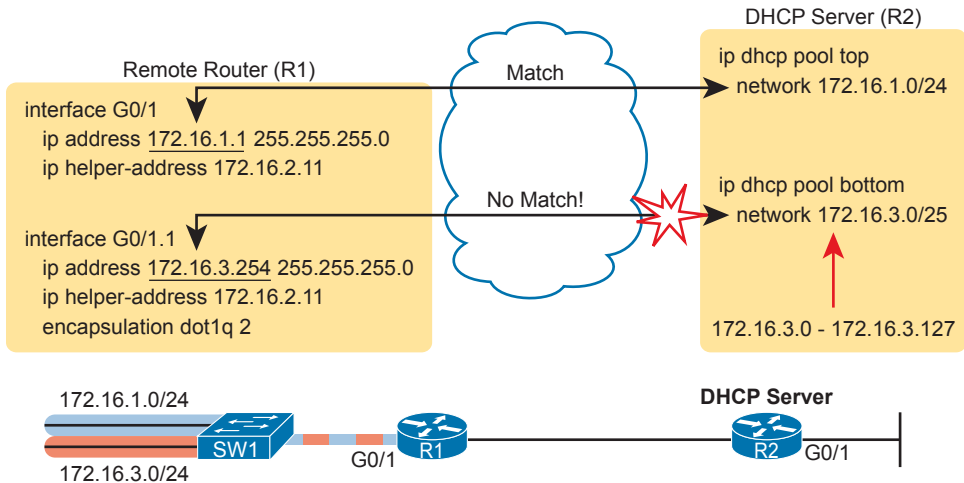 DHCP Server (R2)
Remote Router (R1)
interface G0/1
ip address 172.16.1.1 255.255.255.0
ip helper-address 172.16.2.11
interface G0/1.1
ip address 172.16.3.254 255.255.255.0
ip helper-address 172.16.2.11
encapsulation dot1q 2
Match
No Match!
ip dhcp pool top
network 172.16.1.0/24
ip dhcp pool bottom
network 172.16.3.0/25
172.16.3.0 - 172.16.3.127
172.16.1.0/24
172.16.3.0/24
SW1
G0/1
R1
DHCP Server
R2
G0/1